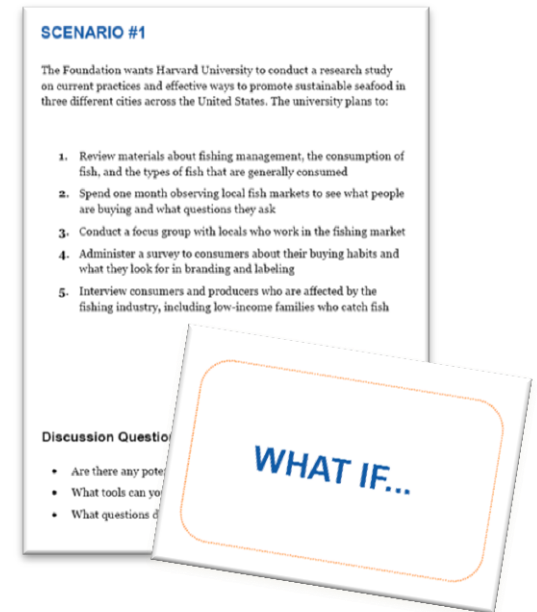 SCENARIO #1
The Foundation wants Harvard University to conduct a research study
on current practices and effective ways to promote sustainable seafood in
three different cities across the United States. The university plans to:
1. Review materials about fishing management, the consumption of
fish, and the types of fish that are generally consumed
2. Spend one month observing local fish markets to see what people
are buying and what questions they ask
3. Conduct a focus group with locals who work in the fishing market
4. Administer a survey to consumers about their buying habits and
what they look for in branding and labeling
5. Interview consumers and producers who are affected by the
fishing industry, including low-income families who catch fish
Discussion
• Are there any
• What tools can
• What questions
WHAT IF...